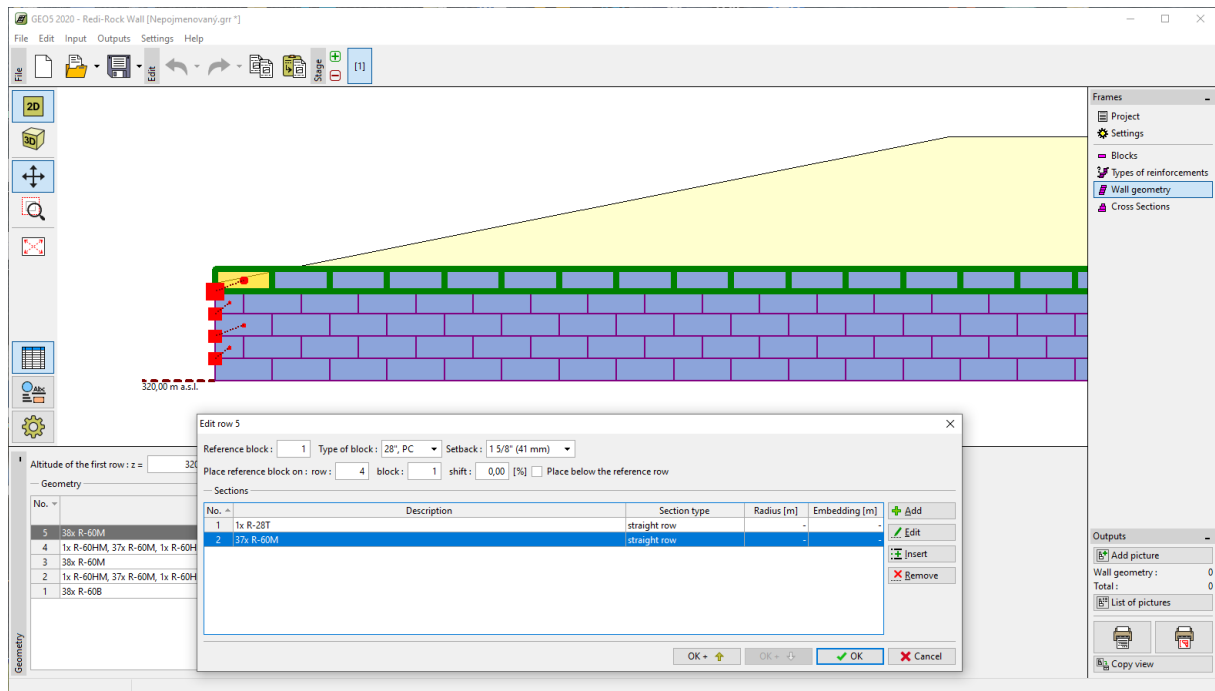 GEO5 2020 - Redi-Rock Wall [Nepojmenovaný.grr *]
File Edit Input Outputs Settings Help
File
Edit
Stage
[1]
2D
3D
Abc
320,00 m a.s.l.
Frames
Project
Settings
Blocks
Types of reinforcements
Wall geometry
Cross Sections
Edit row 5
Reference block : 1 Type of block : 28", PC Setback : 1 5/8" (41 mm)
Place reference block on : row : 4 block : 1 shift : 0,00 [%] Place below the reference row
Sections
No. Description Section type Radius [m] Embedding [m]
1 1x R-28T straight row - -
2 37x R-60M straight row - -
Add
Edit
Insert
Remove
OK + OK + OK Cancel
Altitude of the first row : z = 320
Geometry
No.
5 38x R-60M
4 1x R-60HM, 37x R-60M, 1x R-60H
3 38x R-60M
2 1x R-60HM, 37x R-60M, 1x R-60H
1 38x R-60B
Geometry
Outputs
Add picture
Wall geometry : 0
Total : 0
List of pictures
Copy view